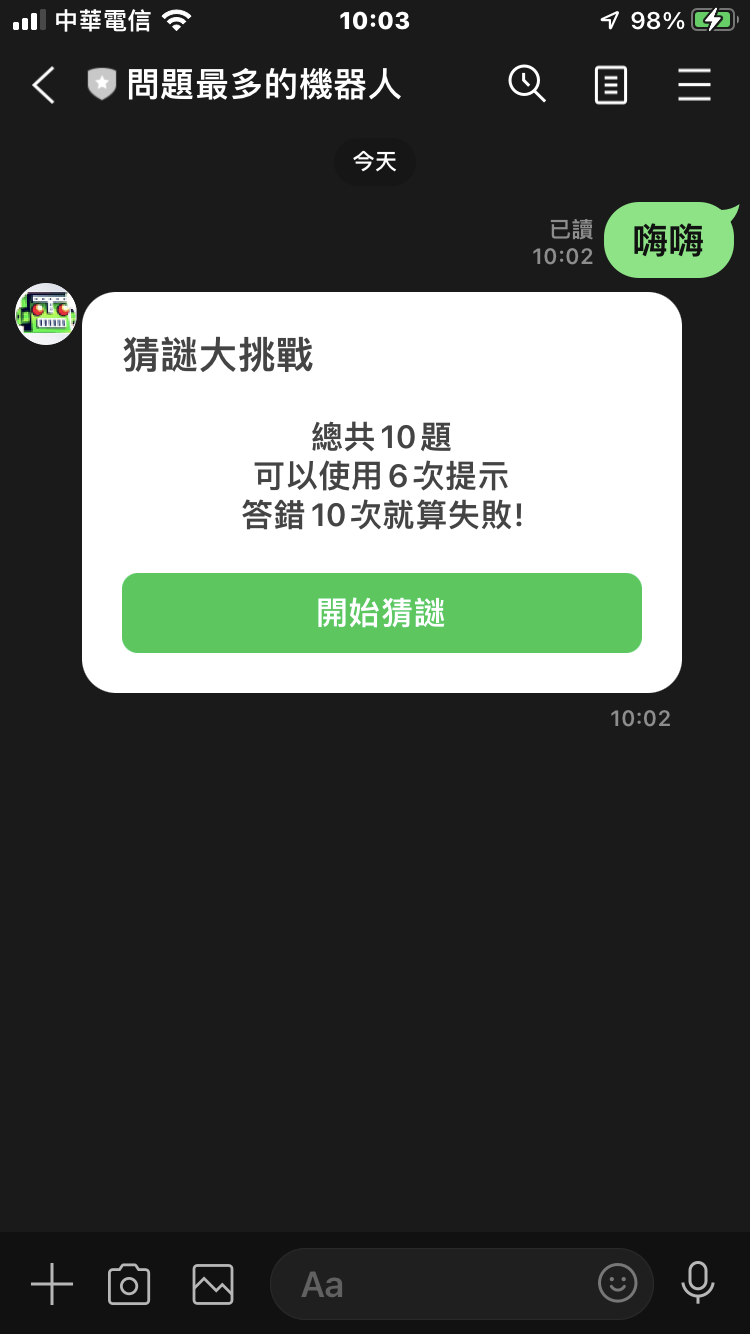 中華電信
10:03
98%
問題最多的機器人
今天
已讀
10:02
嗨嗨
猜謎大挑戰
總共10題
可以使用6次提示
答錯10次就算失敗!
開始猜謎
10:02
Aa